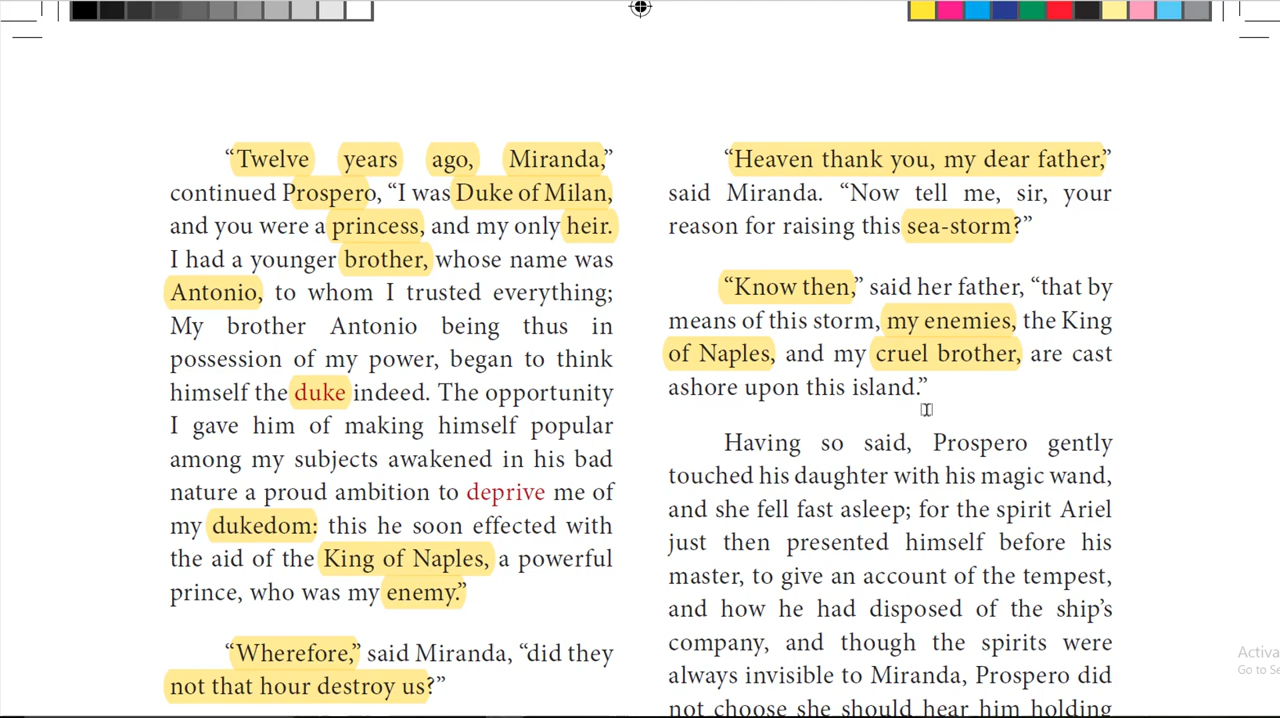 “Twelve years ago, Miranda,”
continued Prospero, “I was Duke of Milan,
and you were a princess, and my only heir.
I had a younger brother, whose name was
Antonio, to whom I trusted everything;
My brother Antonio being thus in
possession of my power, began to think
himself the duke indeed. The opportunity
I gave him of making himself popular
among my subjects awakened in his bad
nature a proud ambition to deprive me of
my dukedom: this he soon effected with
the aid of the King of Naples, a powerful
prince, who was my enemy.”
“Wherefore,” said Miranda, “did they
not that hour destroy us?”
“Heaven thank you, my dear father,”
said Miranda. “Now tell me, sir, your
reason for raising this sea-storm?”
“Know then,” said her father, “that by
means of this storm, my enemies, the King
of Naples, and my cruel brother, are cast
ashore upon this island.”
Having so said, Prospero gently
touched his daughter with his magic wand,
and she fell fast asleep; for the spirit Ariel
just then presented himself before his
master, to give an account of the tempest,
and how he had disposed of the ship’s
company, and though the spirits were
always invisible to Miranda, Prospero did
not choose she should hear him holding
Activa
Go to Se